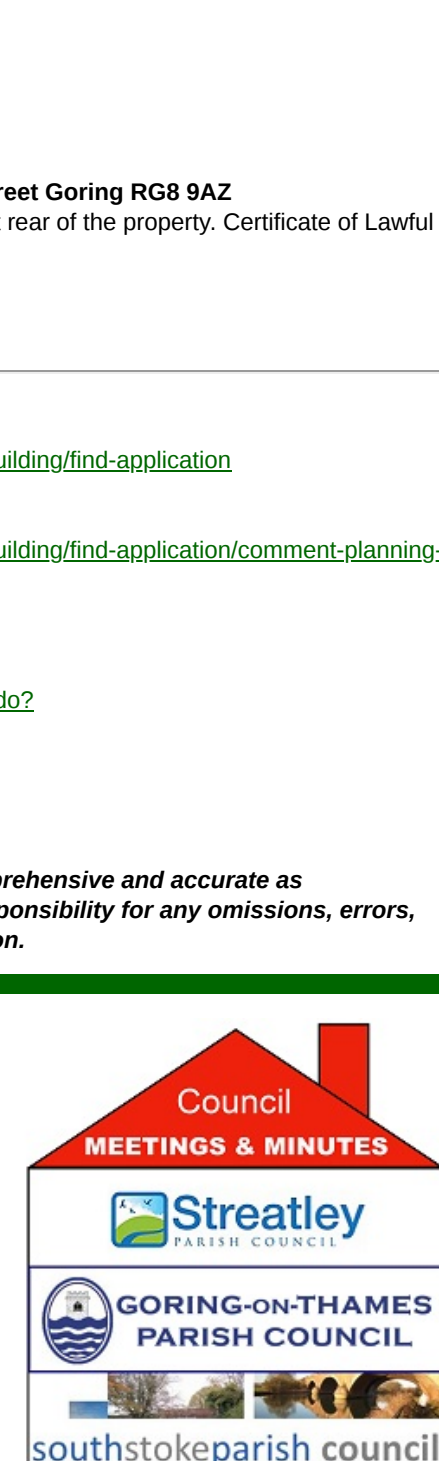 reet Goring RG8 9AZ
rear of the property. Certificate of Lawful
uilding/find-application
uilding/find-application/comment-planning-
do?
prehensive and accurate as
ponsibility for any omissions, errors,
on.
Council
MEETINGS & MINUTES
Streatley
PARISH COUNCIL
GORING-ON-THAMES
PARISH COUNCIL
southstokeparish council